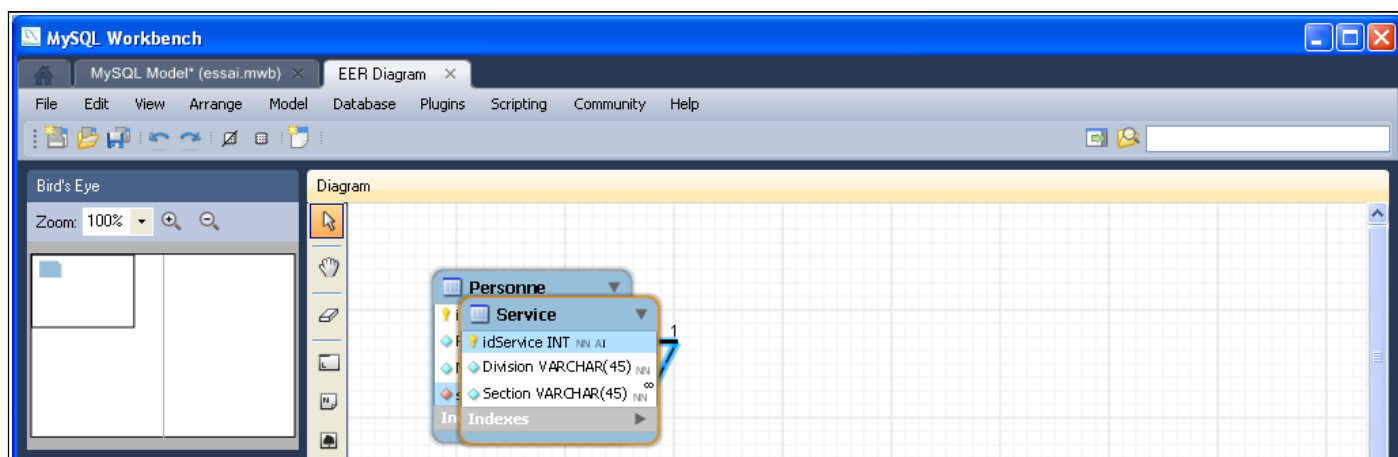 MySQL Workbench
MySQL Model* (essai.mwb) EER Diagram
File Edit View Arrange Model Database Plugins Scripting Community Help
Bird's Eye
Zoom: 100%
Diagram
Personne
Service
idService INT NN AI
Division VARCHAR(45) NN
Section VARCHAR(45) NN
Indexes
1
∞